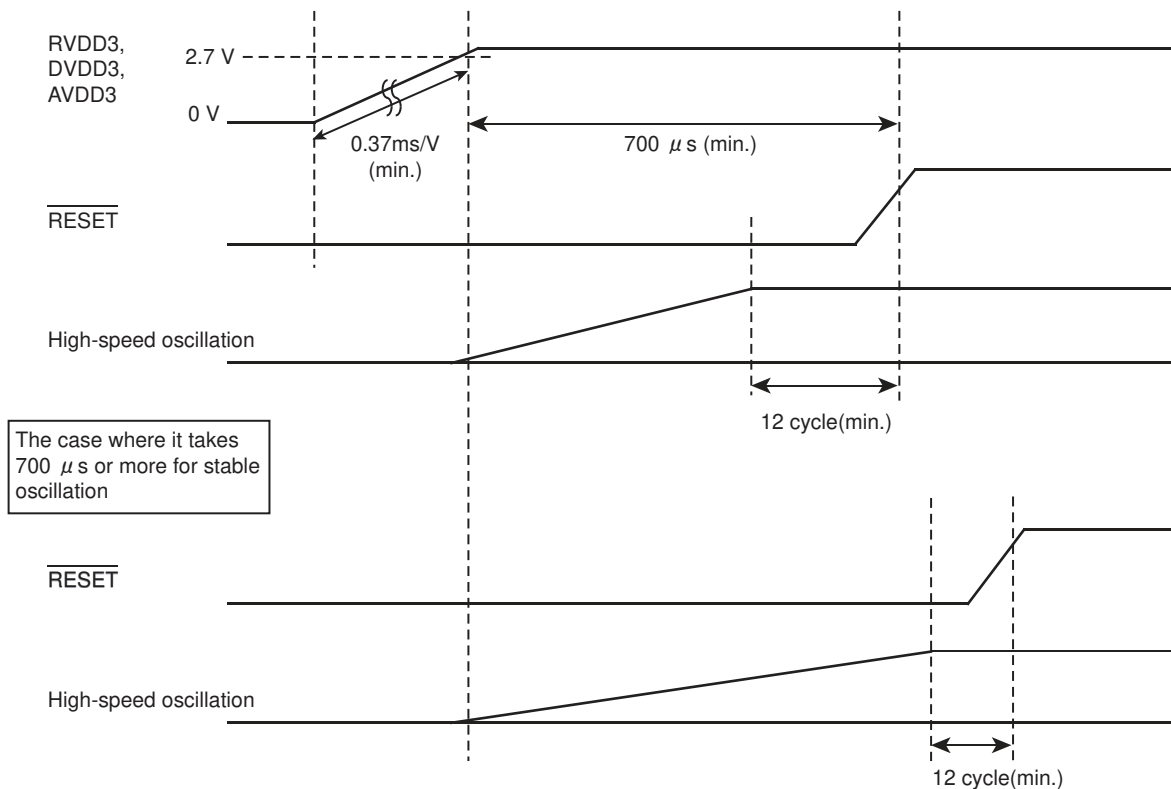 RVDD3,
DVDD3,
AVDD3
2.7 V
0 V
0.37ms/V
(min.)
700 μs (min.)
RESET
High-speed oscillation
12 cycle(min.)
The case where it takes
700 μs or more for stable
oscillation
RESET
High-speed oscillation
12 cycle(min.)